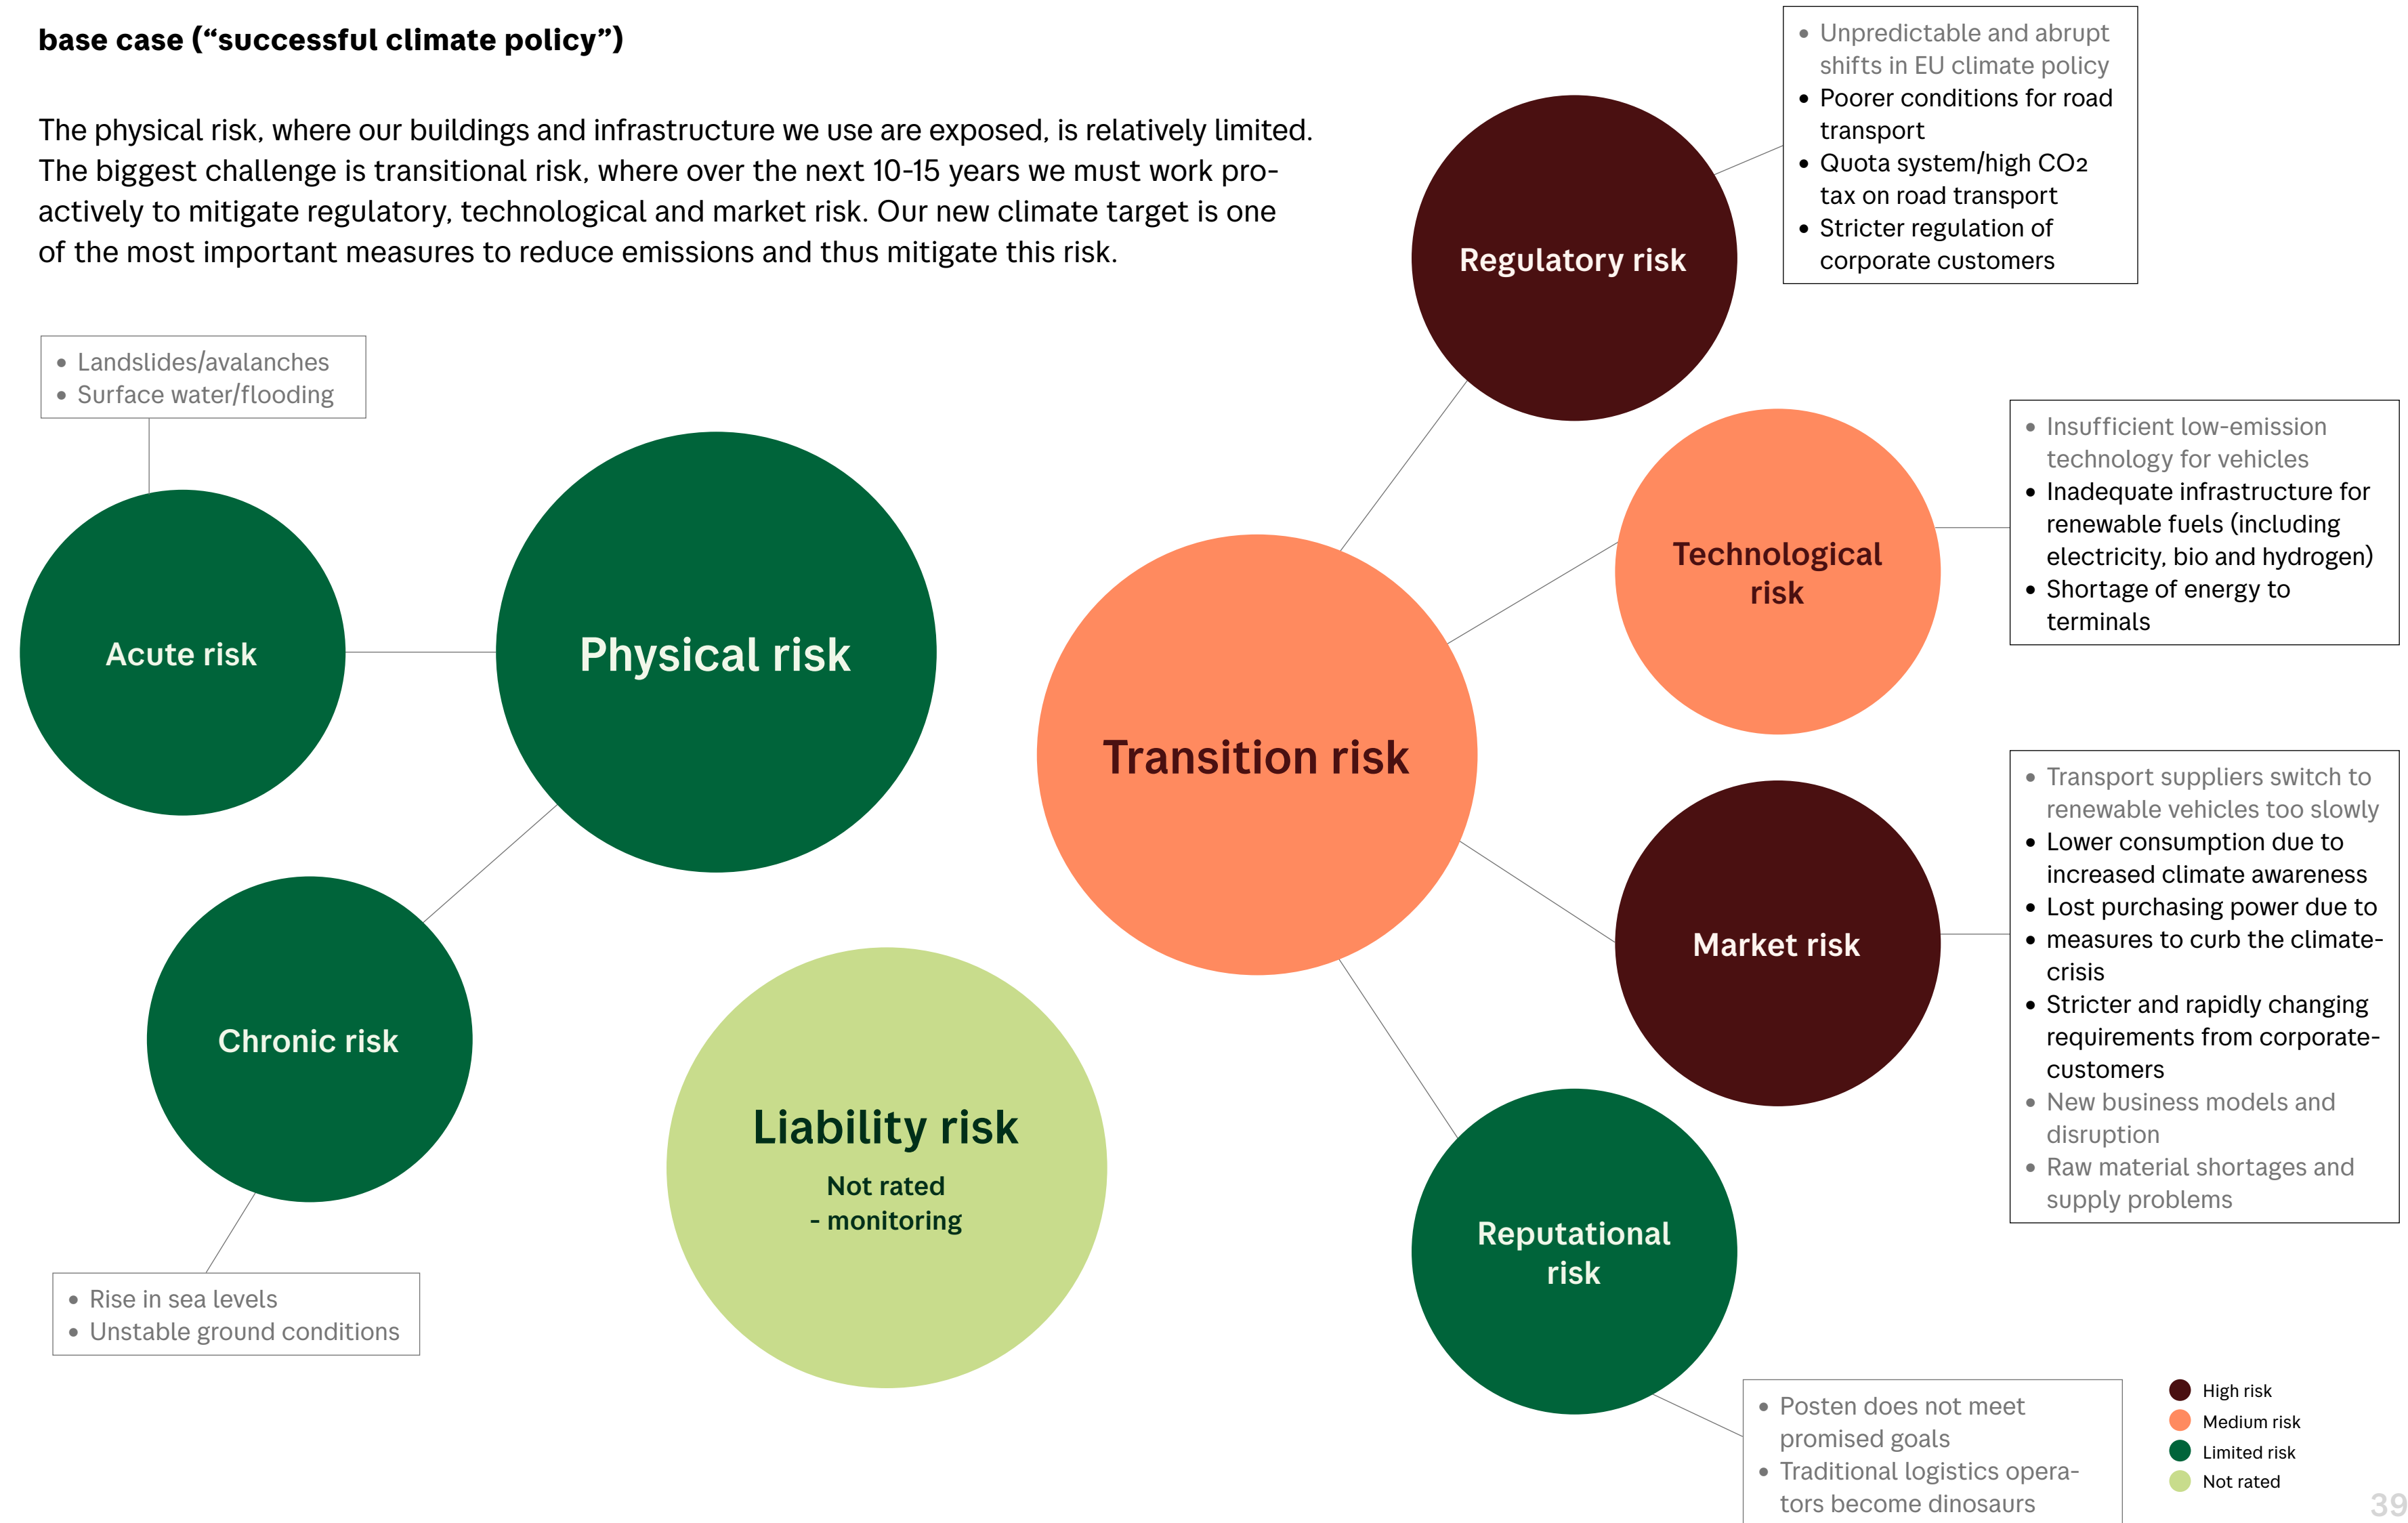 base case (“successful climate policy”)
The physical risk, where our buildings and infrastructure we use are exposed, is relatively limited.
The biggest challenge is transitional risk, where over the next 10-15 years we must work pro-
actively to mitigate regulatory, technological and market risk. Our new climate target is one
of the most important measures to reduce emissions and thus mitigate this risk.
• Landslides/avalanches
• Surface water/flooding
Acute risk
Physical risk
Chronic risk
• Rise in sea levels
• Unstable ground conditions
Liability risk
Not rated
- monitoring
Transition risk
Regulatory risk
• Unpredictable and abrupt
shifts in EU climate policy
• Poorer conditions for road
transport
• Quota system/high CO2
tax on road transport
• Stricter regulation of
corporate customers
Technological
risk
• Insufficient low-emission
technology for vehicles
• Inadequate infrastructure for
renewable fuels (including
electricity, bio and hydrogen)
• Shortage of energy to
terminals
Market risk
• Transport suppliers switch to
renewable vehicles too slowly
• Lower consumption due to
increased climate awareness
• Lost purchasing power due to
• measures to curb the climate-
crisis
• Stricter and rapidly changing
requirements from corporate-
customers
• New business models and
disruption
• Raw material shortages and
supply problems
Reputational
risk
• Posten does not meet
promised goals
• Traditional logistics opera-
tors become dinosaurs
High risk
Medium risk
Limited risk
Not rated
39